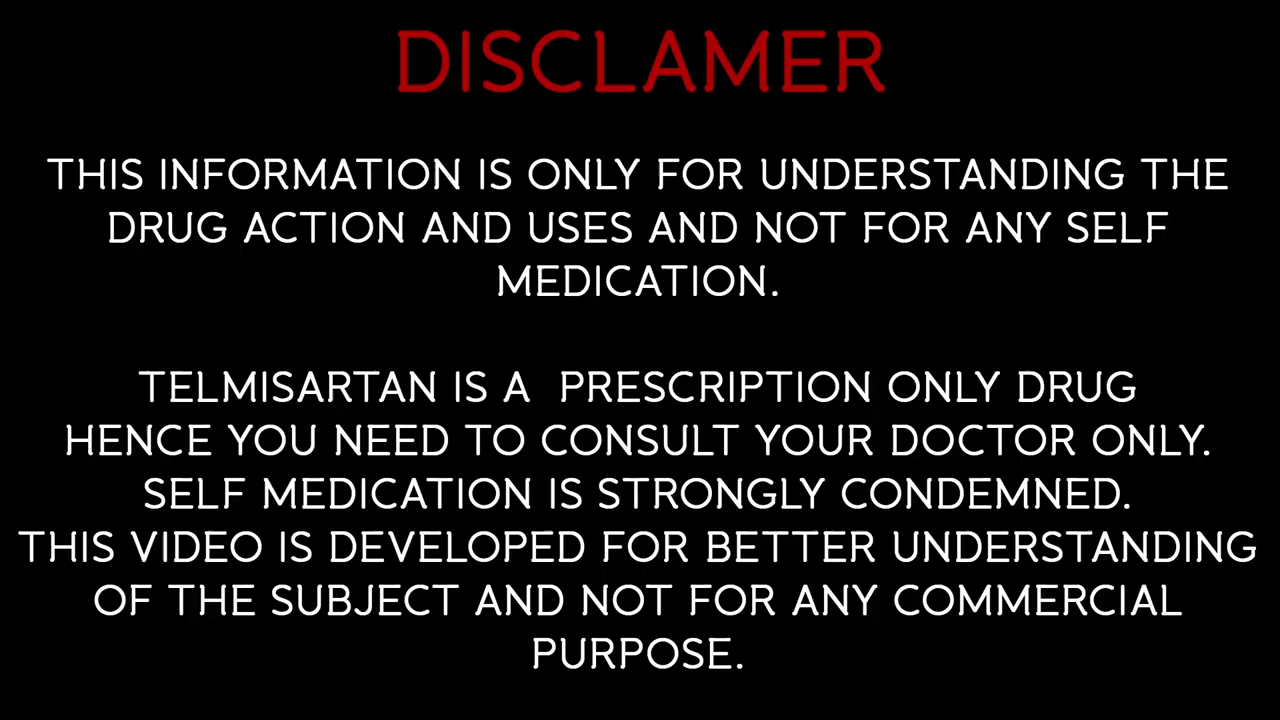 DISCLAMER
THIS INFORMATION IS ONLY FOR UNDERSTANDING THE
DRUG ACTION AND USES AND NOT FOR ANY SELF
MEDICATION.
TELMISARTAN IS A  PRESCRIPTION ONLY DRUG
HENCE YOU NEED TO CONSULT YOUR DOCTOR ONLY.
SELF MEDICATION IS STRONGLY CONDEMNED.
THIS VIDEO IS DEVELOPED FOR BETTER UNDERSTANDING
OF THE SUBJECT AND NOT FOR ANY COMMERCIAL
PURPOSE.